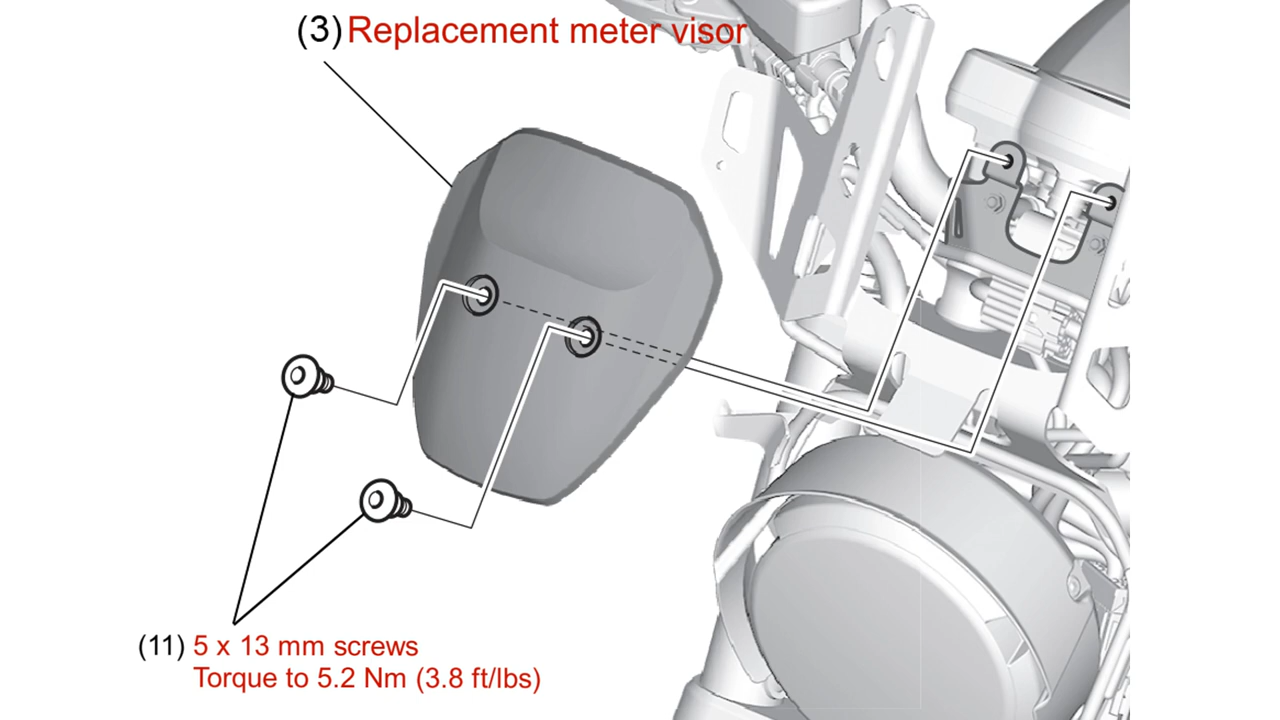 (3) Replacement meter visor
(11) 5 x 13 mm screws
Torque to 5.2 Nm (3.8 ft/lbs)